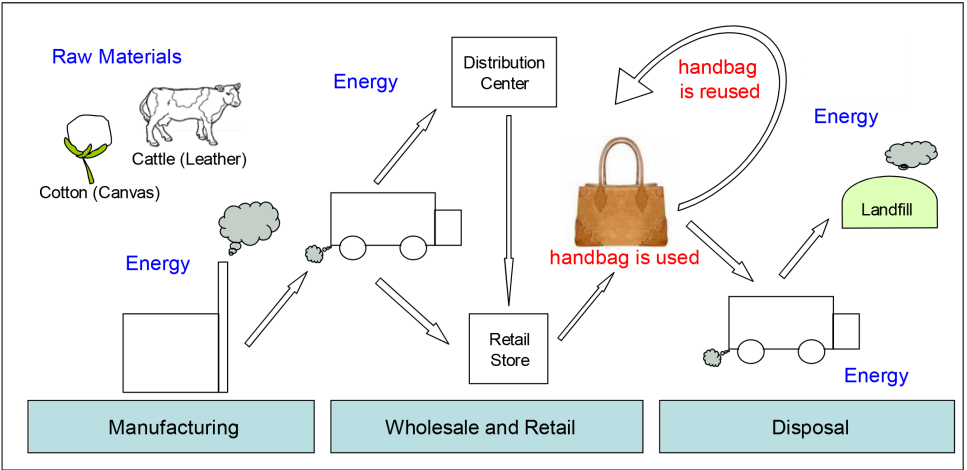 Raw Materials
Cattle (Leather)
Cotton (Canvas)
Energy
Energy
Distribution
Center
Retail
Store
handbag
is reused
handbag is used
Energy
Landfill
Energy
Manufacturing
Wholesale and Retail
Disposal